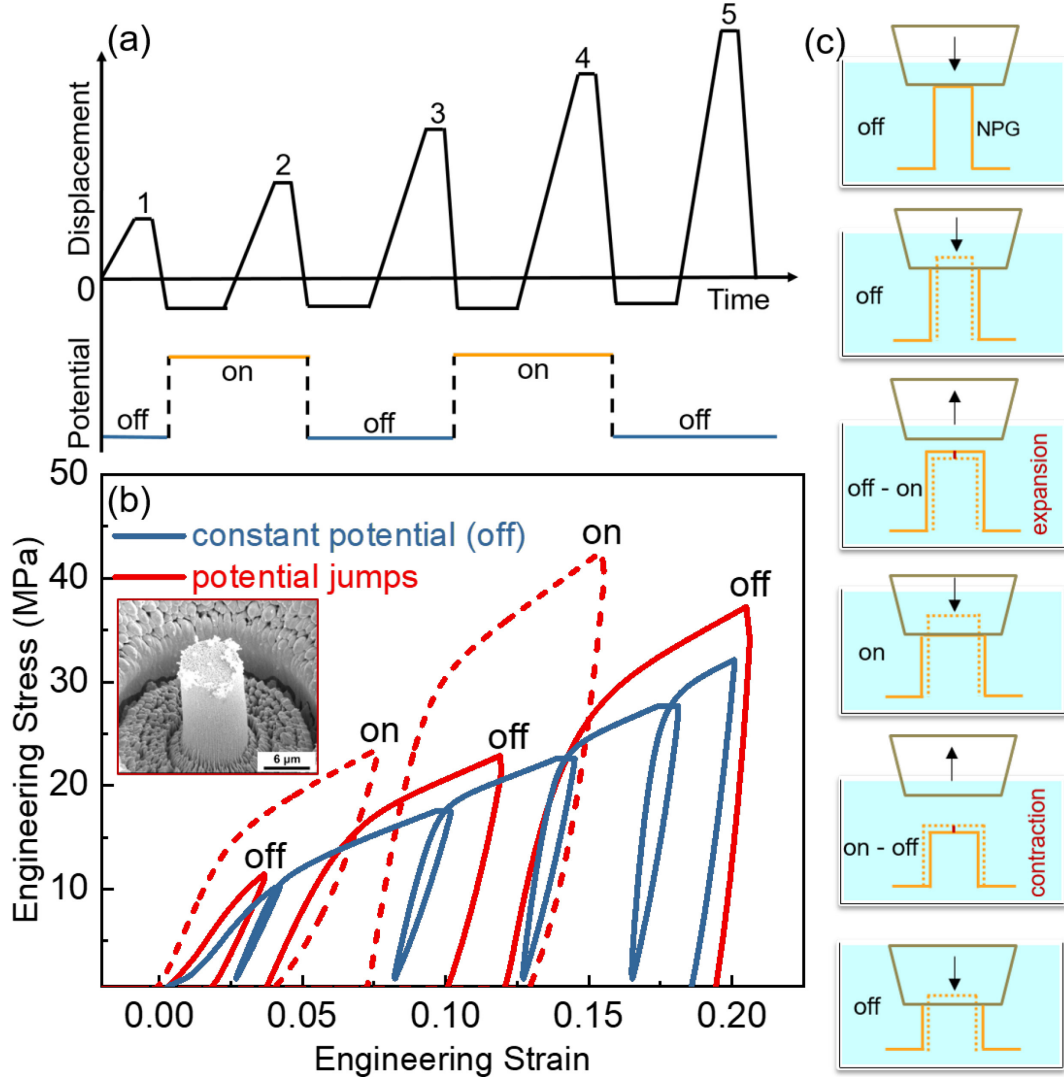 (a)
Displacement
1
2
3
4
5
0
Time
Potential
off
on
off
on
off
(b)
constant potential (off)
potential jumps
6 µm
off
on
off
on
off
50
40
30
20
10
Engineering Stress (MPa)
0.00 0.05 0.10 0.15 0.20
Engineering Strain
(c)
off
NPG
off
off - on
expansion
on
on - off
contraction
off